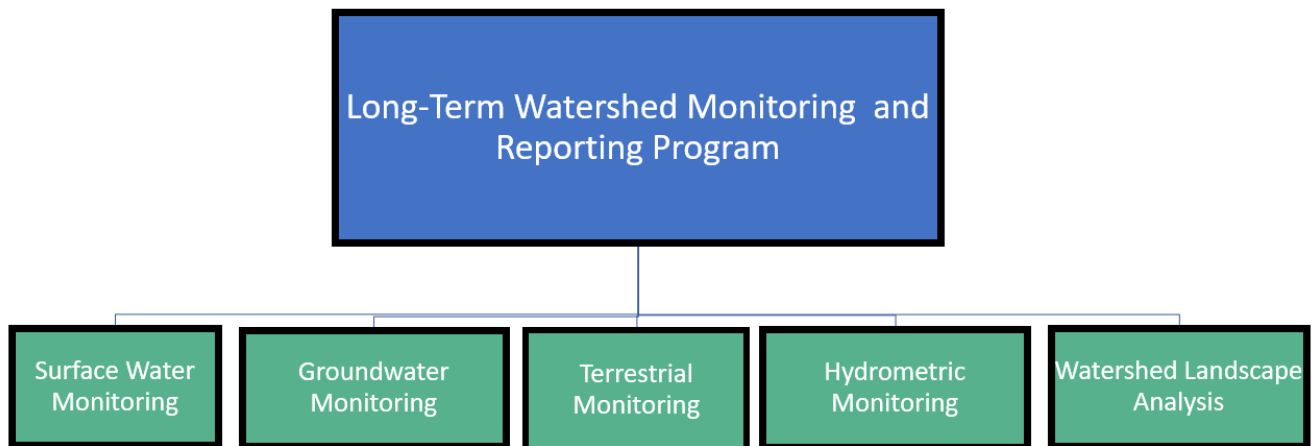 Long-Term Watershed Monitoring and
Reporting Program
Surface Water
Monitoring
Groundwater
Monitoring
Terrestrial
Monitoring
Hydrometric
Monitoring
Watershed Landscape
Analysis